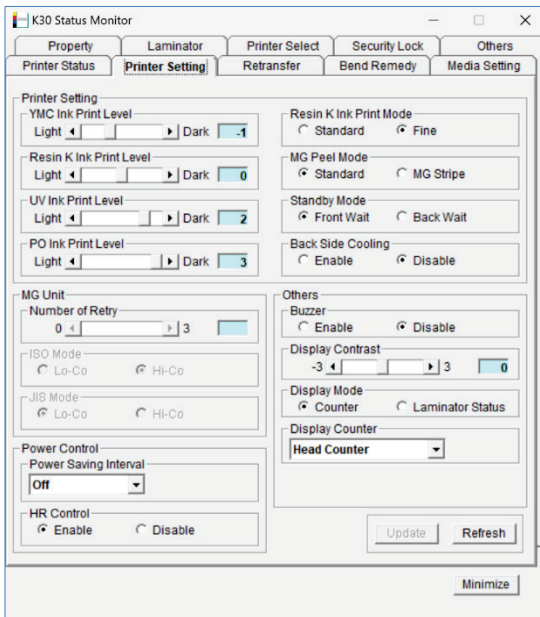 K30 Status Monitor
Property Laminator Printer Select Security Lock Others
Printer Status Printer Setting Retransfer Bend Remedy Media Setting
Printer Setting
YMC Ink Print Level
Light Dark -1
Resin K Ink Print Level
Light Dark 0
UV Ink Print Level
Light Dark 2
PO Ink Print Level
Light Dark 3
Resin K Ink Print Mode
Standard Fine
MG Peel Mode
Standard MG Stripe
Standby Mode
Front Wait Back Wait
Back Side Cooling
Enable Disable
MG Unit
Number of Retry
0 3
ISO Mode
Lo-Co Hi-Co
JIS Mode
Lo-Co Hi-Co
Power Control
Power Saving Interval
Off
HR Control
Enable Disable
Others
Buzzer
Enable Disable
Display Contrast
-3 3 0
Display Mode
Counter Laminator Status
Display Counter
Head Counter
Update Refresh
Minimize